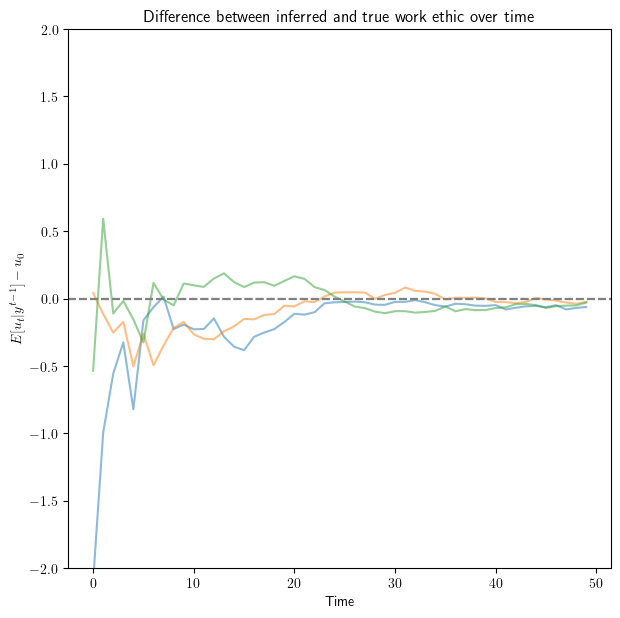 Difference between inferred and true work ethic over time
E[u_t|y^{t−1}] − u_0
2.0
1.5
1.0
0.5
0.0
−0.5
−1.0
−1.5
−2.0
0 10 20 30 40 50
Time